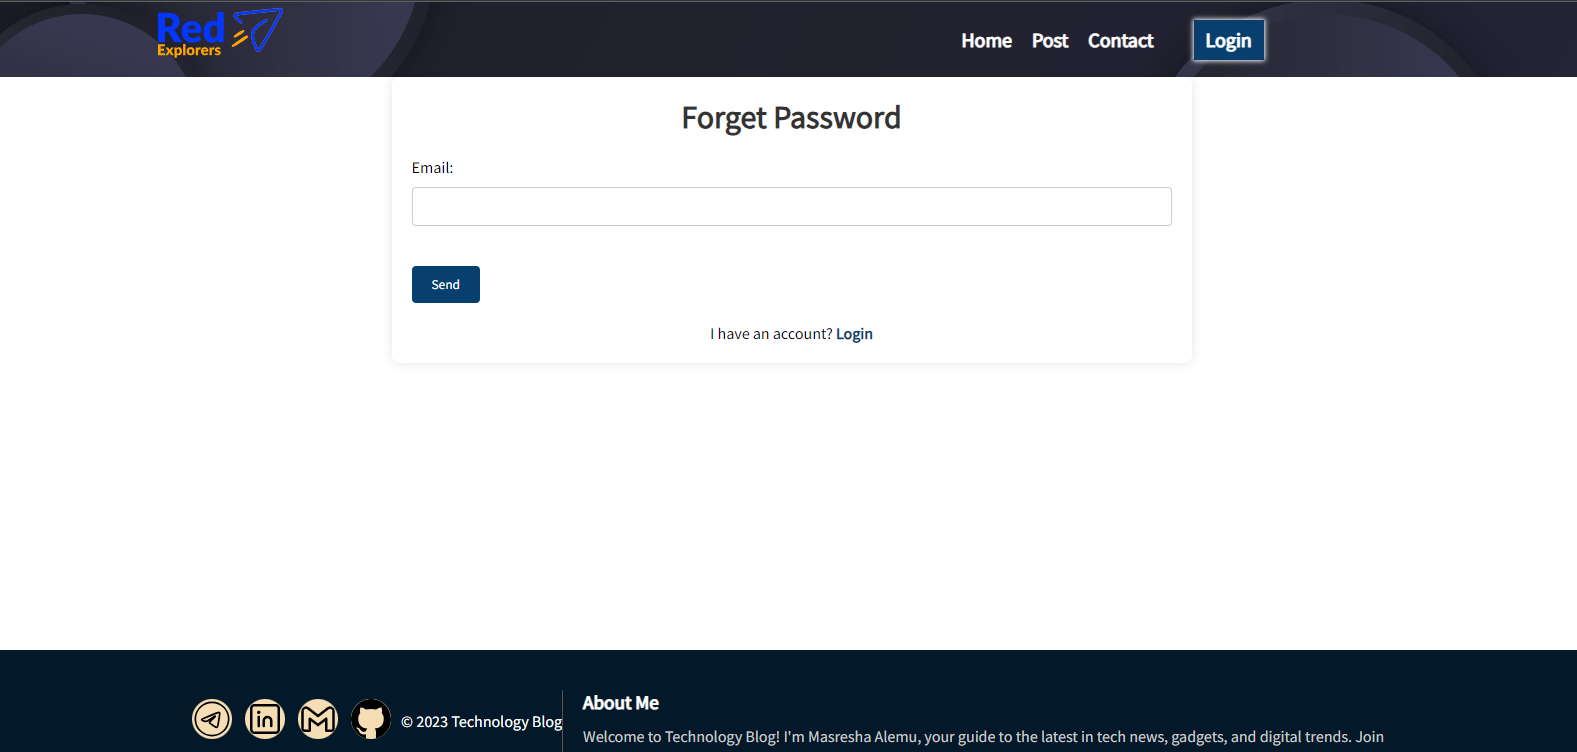 Red
Explorers
Home Post Contact Login
Forget Password
Email:
Send
I have an account? Login
© 2023 Technology Blog
About Me
Welcome to Technology Blog! I'm Masresha Alemu, your guide to the latest in tech news, gadgets, and digital trends. Join